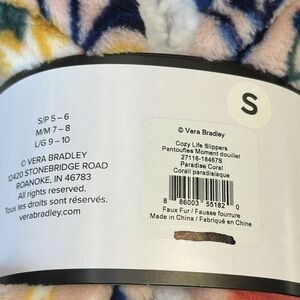 S/P 5 - 6
M/M 7 - 8
L/G 9 - 10
© VERA BRADLEY
12420 STONEBRIDGE ROAD
ROANOKE, IN 46783
All rights reserved.
Tous les droits sont réservés.
verabradley.com
S
© Vera Bradley
Cozy Life Slippers
Pantoufles Moment douillet
27116-18467S
Paradise Coral
Corail paradisiaque
8 86003 55182 0
Faux Fur / Fausse fourrure
Made in China / Fabriqué en Chine